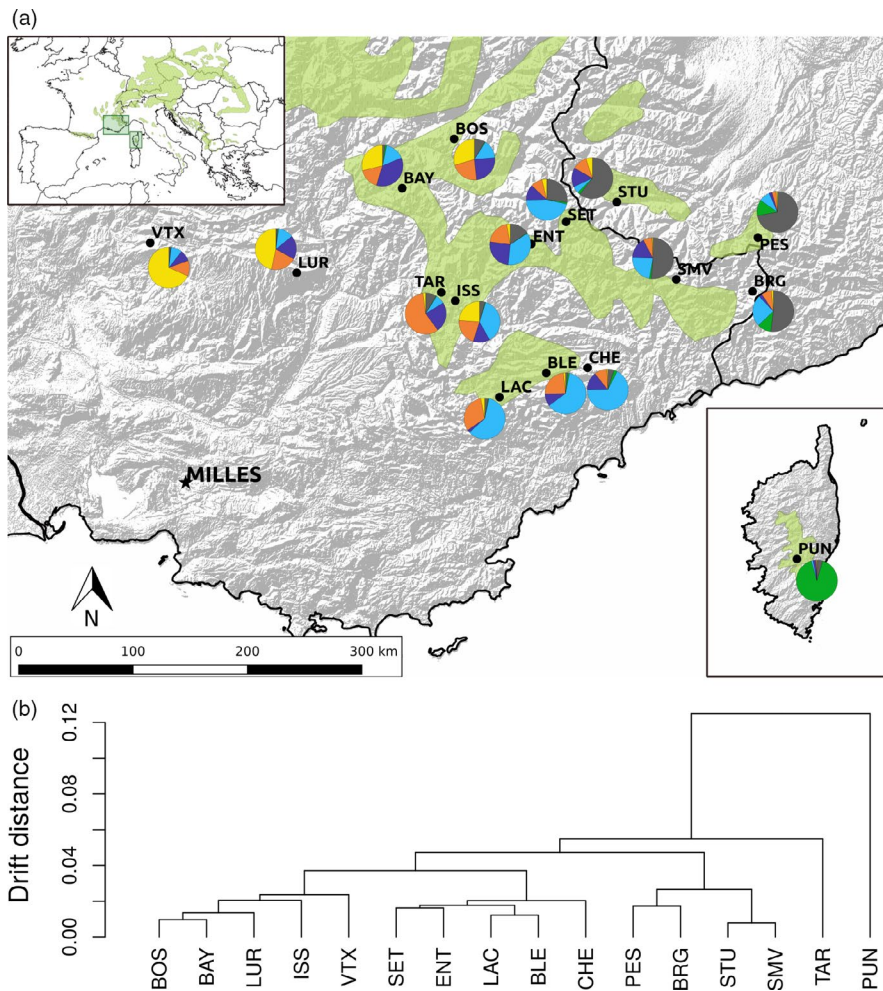 (a)
BOS
BAY
STU
SET
VTX
ENT
PES
LUR
SMV
TAR
ISS
BRG
BLE
CHE
LAC
MILLES
PUN
N
0 100 200 300 km
(b)
Drift distance
0.12
0.08
0.04
0.00
BOS BAY LUR ISS VTX SET ENT LAC BLE CHE PES BRG STU SMV TAR PUN